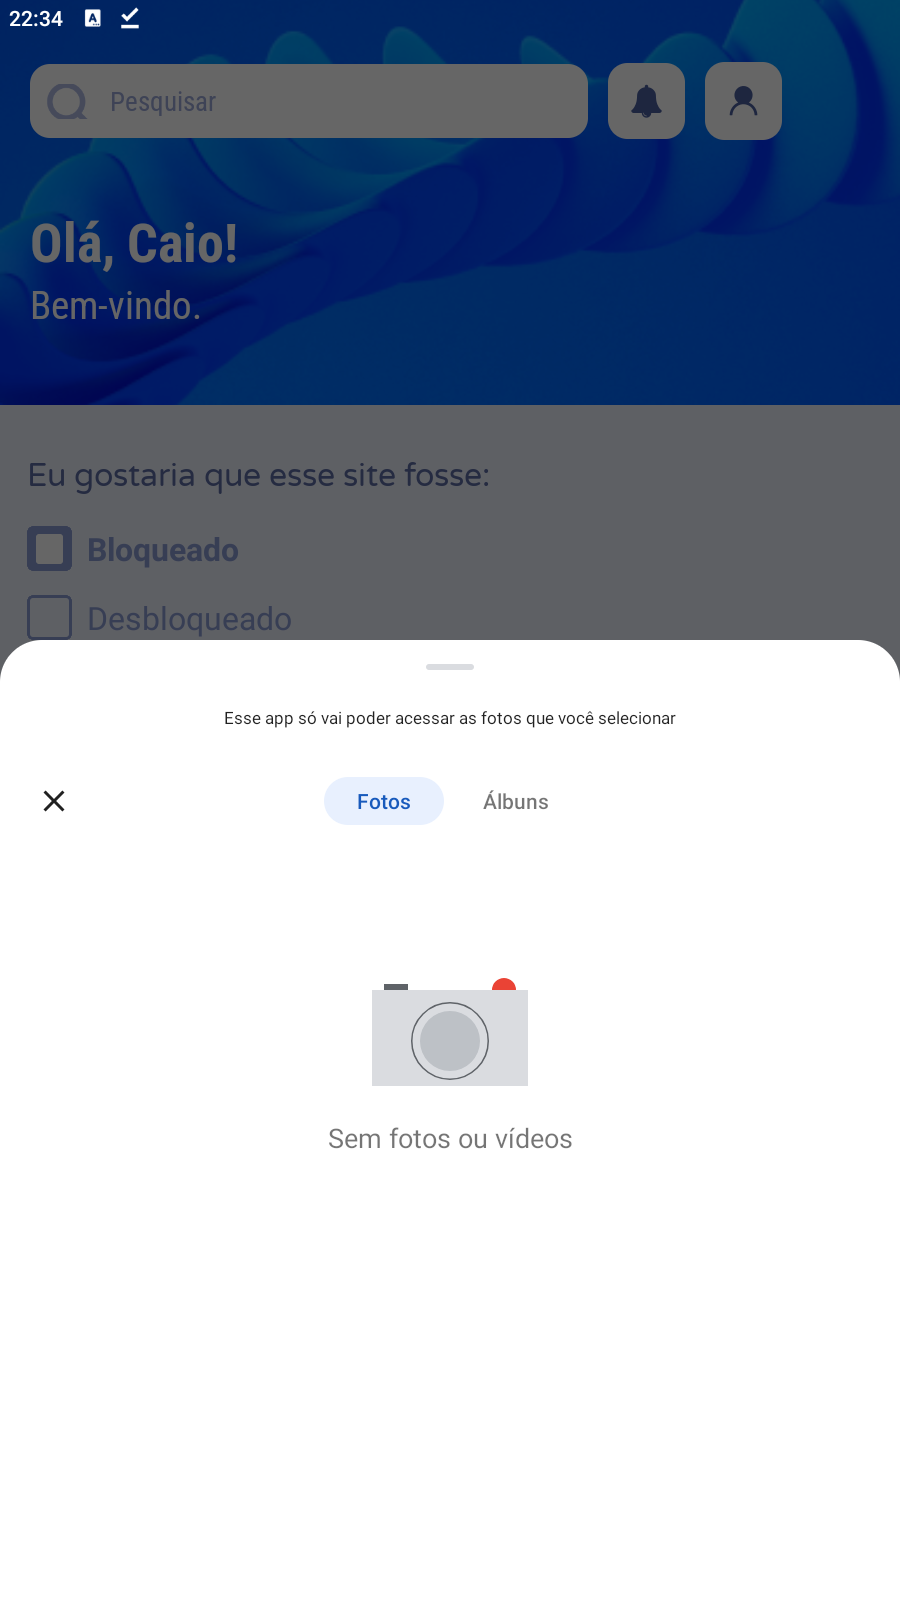 22:34
Pesquisar
Olá, Caio!
Bem-vindo.
Eu gostaria que esse site fosse:
Bloqueado
Desbloqueado
Esse app só vai poder acessar as fotos que você selecionar
Fotos
Álbuns
Sem fotos ou vídeos